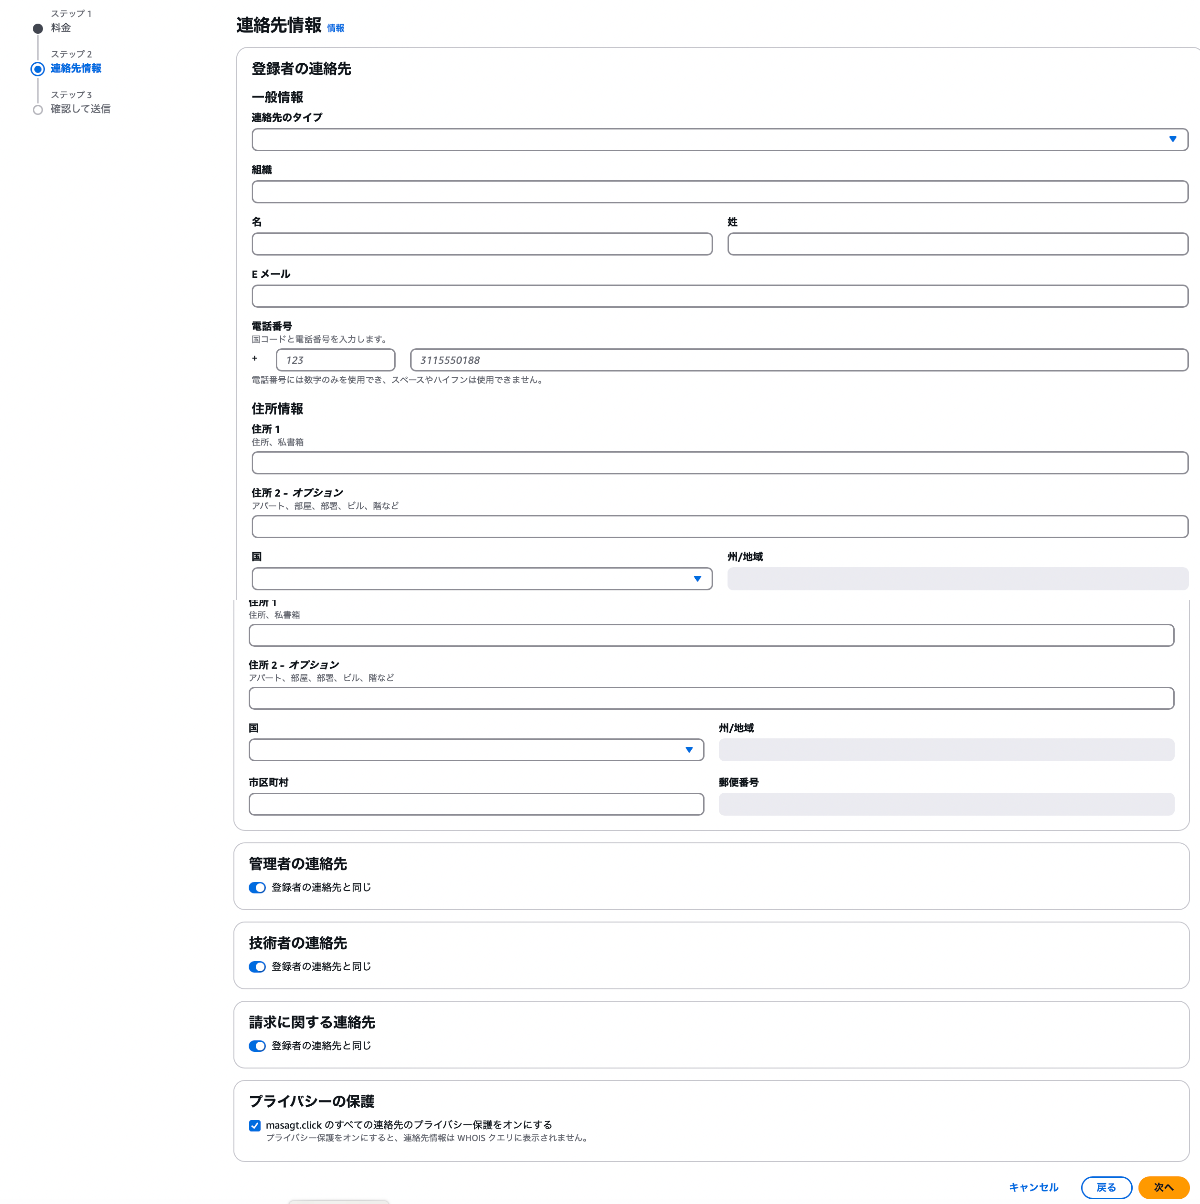 ステップ 1
料金
ステップ 2
連絡先情報
ステップ 3
確認して送信
連絡先情報 情報
登録者の連絡先
一般情報
連絡先のタイプ
組織
名 姓
E メール
電話番号
国コードと電話番号を入力します。
+ 123 3115550188
電話番号には数字のみを使用でき、スペースやハイフンは使用できません。
住所情報
住所 1
住所、私書箱
住所 2 - オプション
アパート、部屋、部署、ビル、階など
国 州/地域
住所 1
住所、私書箱
住所 2 - オプション
アパート、部屋、部署、ビル、階など
国 州/地域
市区町村 郵便番号
管理者の連絡先
登録者の連絡先と同じ
技術者の連絡先
登録者の連絡先と同じ
請求に関する連絡先
登録者の連絡先と同じ
プライバシーの保護
masagt.click のすべての連絡先のプライバシー保護をオンにする
プライバシー保護をオンにすると、連絡先情報は WHOIS クエリに表示されません。
キャンセル 戻る 次へ